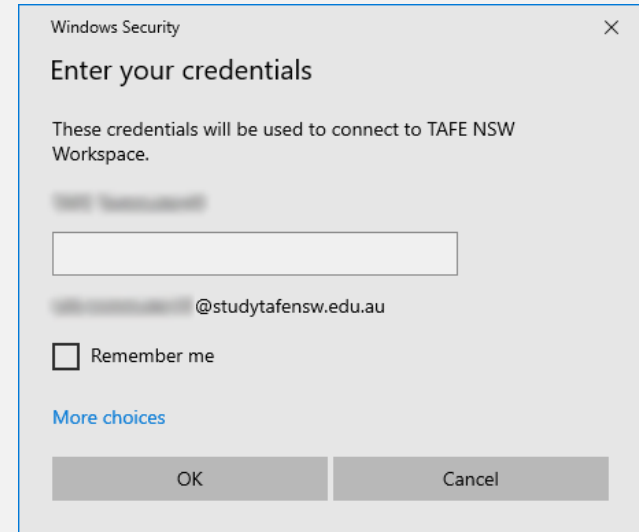 Windows Security
Enter your credentials
These credentials will be used to connect to TAFE NSW
Workspace.
@studytafensw.edu.au
Remember me
More choices
OK Cancel